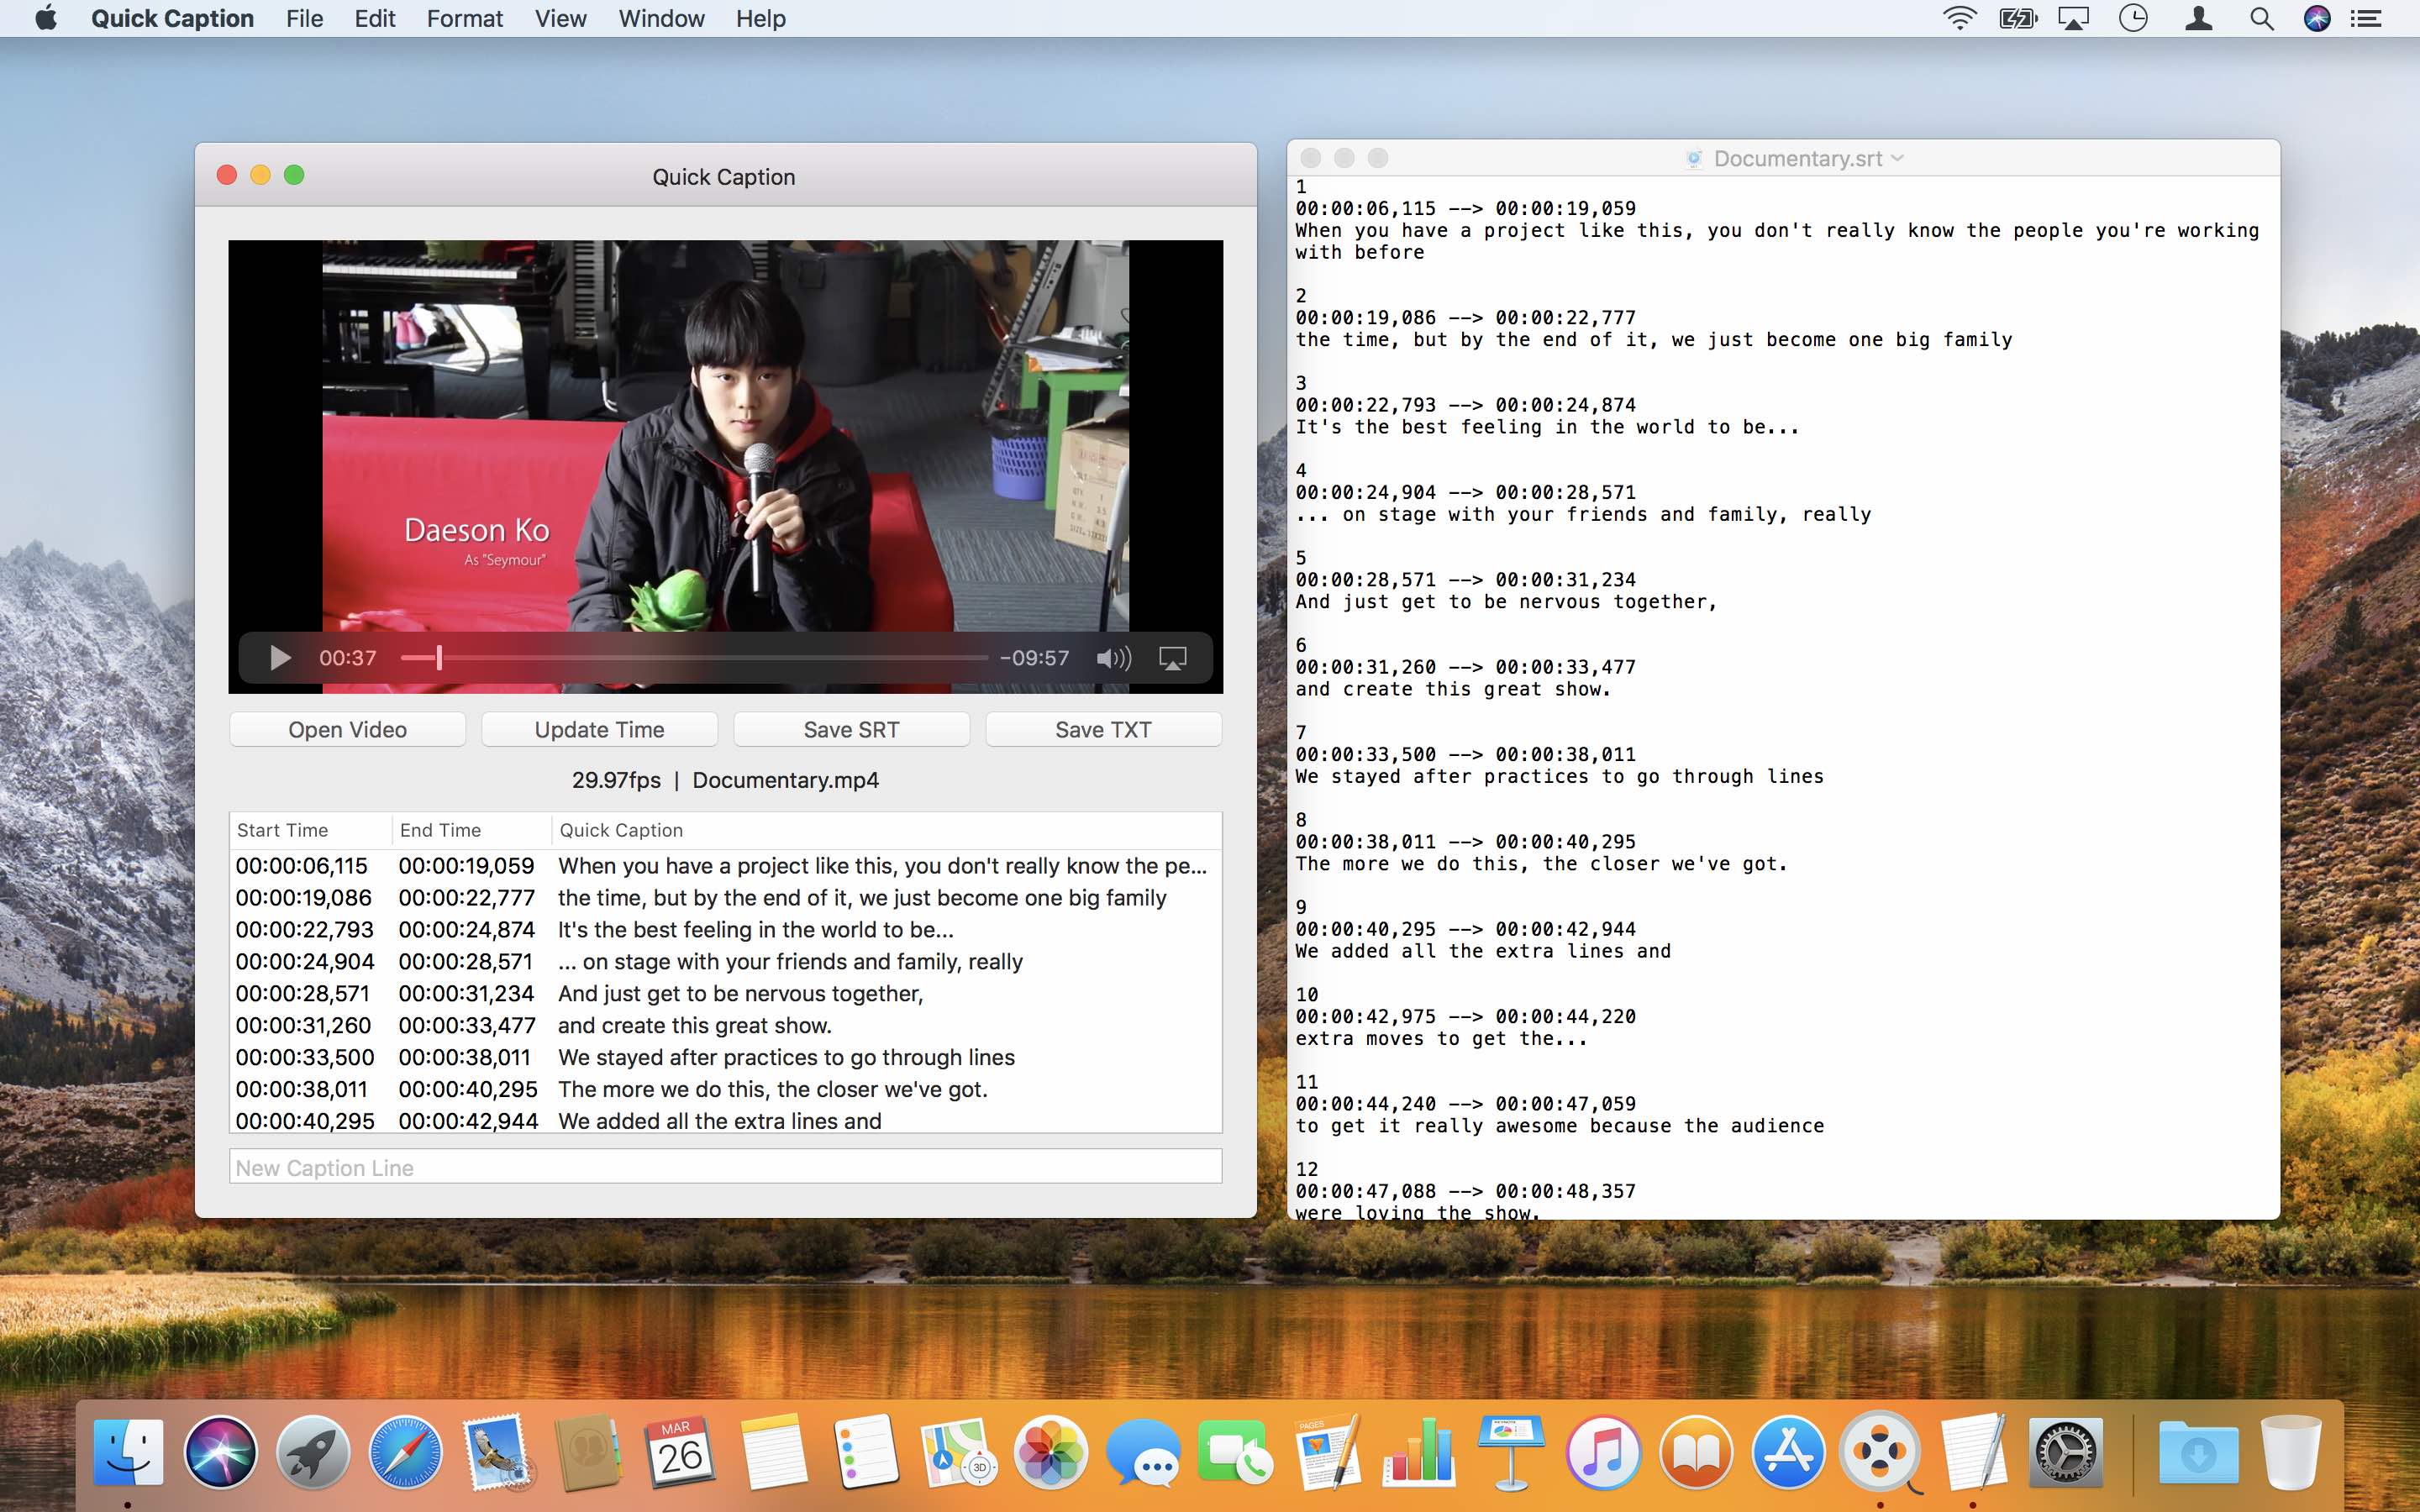 Quick Caption File Edit Format View Window Help
Quick Caption
Daeson Ko
As "Seymour"
00:37 -09:57
Open Video Update Time Save SRT Save TXT
29.97fps | Documentary.mp4
Start Time End Time Quick Caption
00:00:06,115 00:00:19,059 When you have a project like this, you don't really know the pe...
00:00:19,086 00:00:22,777 the time, but by the end of it, we just become one big family
00:00:22,793 00:00:24,874 It's the best feeling in the world to be...
00:00:24,904 00:00:28,571 ... on stage with your friends and family, really
00:00:28,571 00:00:31,234 And just get to be nervous together,
00:00:31,260 00:00:33,477 and create this great show.
00:00:33,500 00:00:38,011 We stayed after practices to go through lines
00:00:38,011 00:00:40,295 The more we do this, the closer we've got.
00:00:40,295 00:00:42,944 We added all the extra lines and
New Caption Line
Documentary.srt
1
00:00:06,115 --> 00:00:19,059
When you have a project like this, you don't really know the people you're working
with before
2
00:00:19,086 --> 00:00:22,777
the time, but by the end of it, we just become one big family
3
00:00:22,793 --> 00:00:24,874
It's the best feeling in the world to be...
4
00:00:24,904 --> 00:00:28,571
... on stage with your friends and family, really
5
00:00:28,571 --> 00:00:31,234
And just get to be nervous together,
6
00:00:31,260 --> 00:00:33,477
and create this great show.
7
00:00:33,500 --> 00:00:38,011
We stayed after practices to go through lines
8
00:00:38,011 --> 00:00:40,295
The more we do this, the closer we've got.
9
00:00:40,295 --> 00:00:42,944
We added all the extra lines and
10
00:00:42,975 --> 00:00:44,220
extra moves to get the...
11
00:00:44,240 --> 00:00:47,059
to get it really awesome because the audience
12
00:00:47,088 --> 00:00:48,357
were loving the show.
MAR
26
3D
PAGES